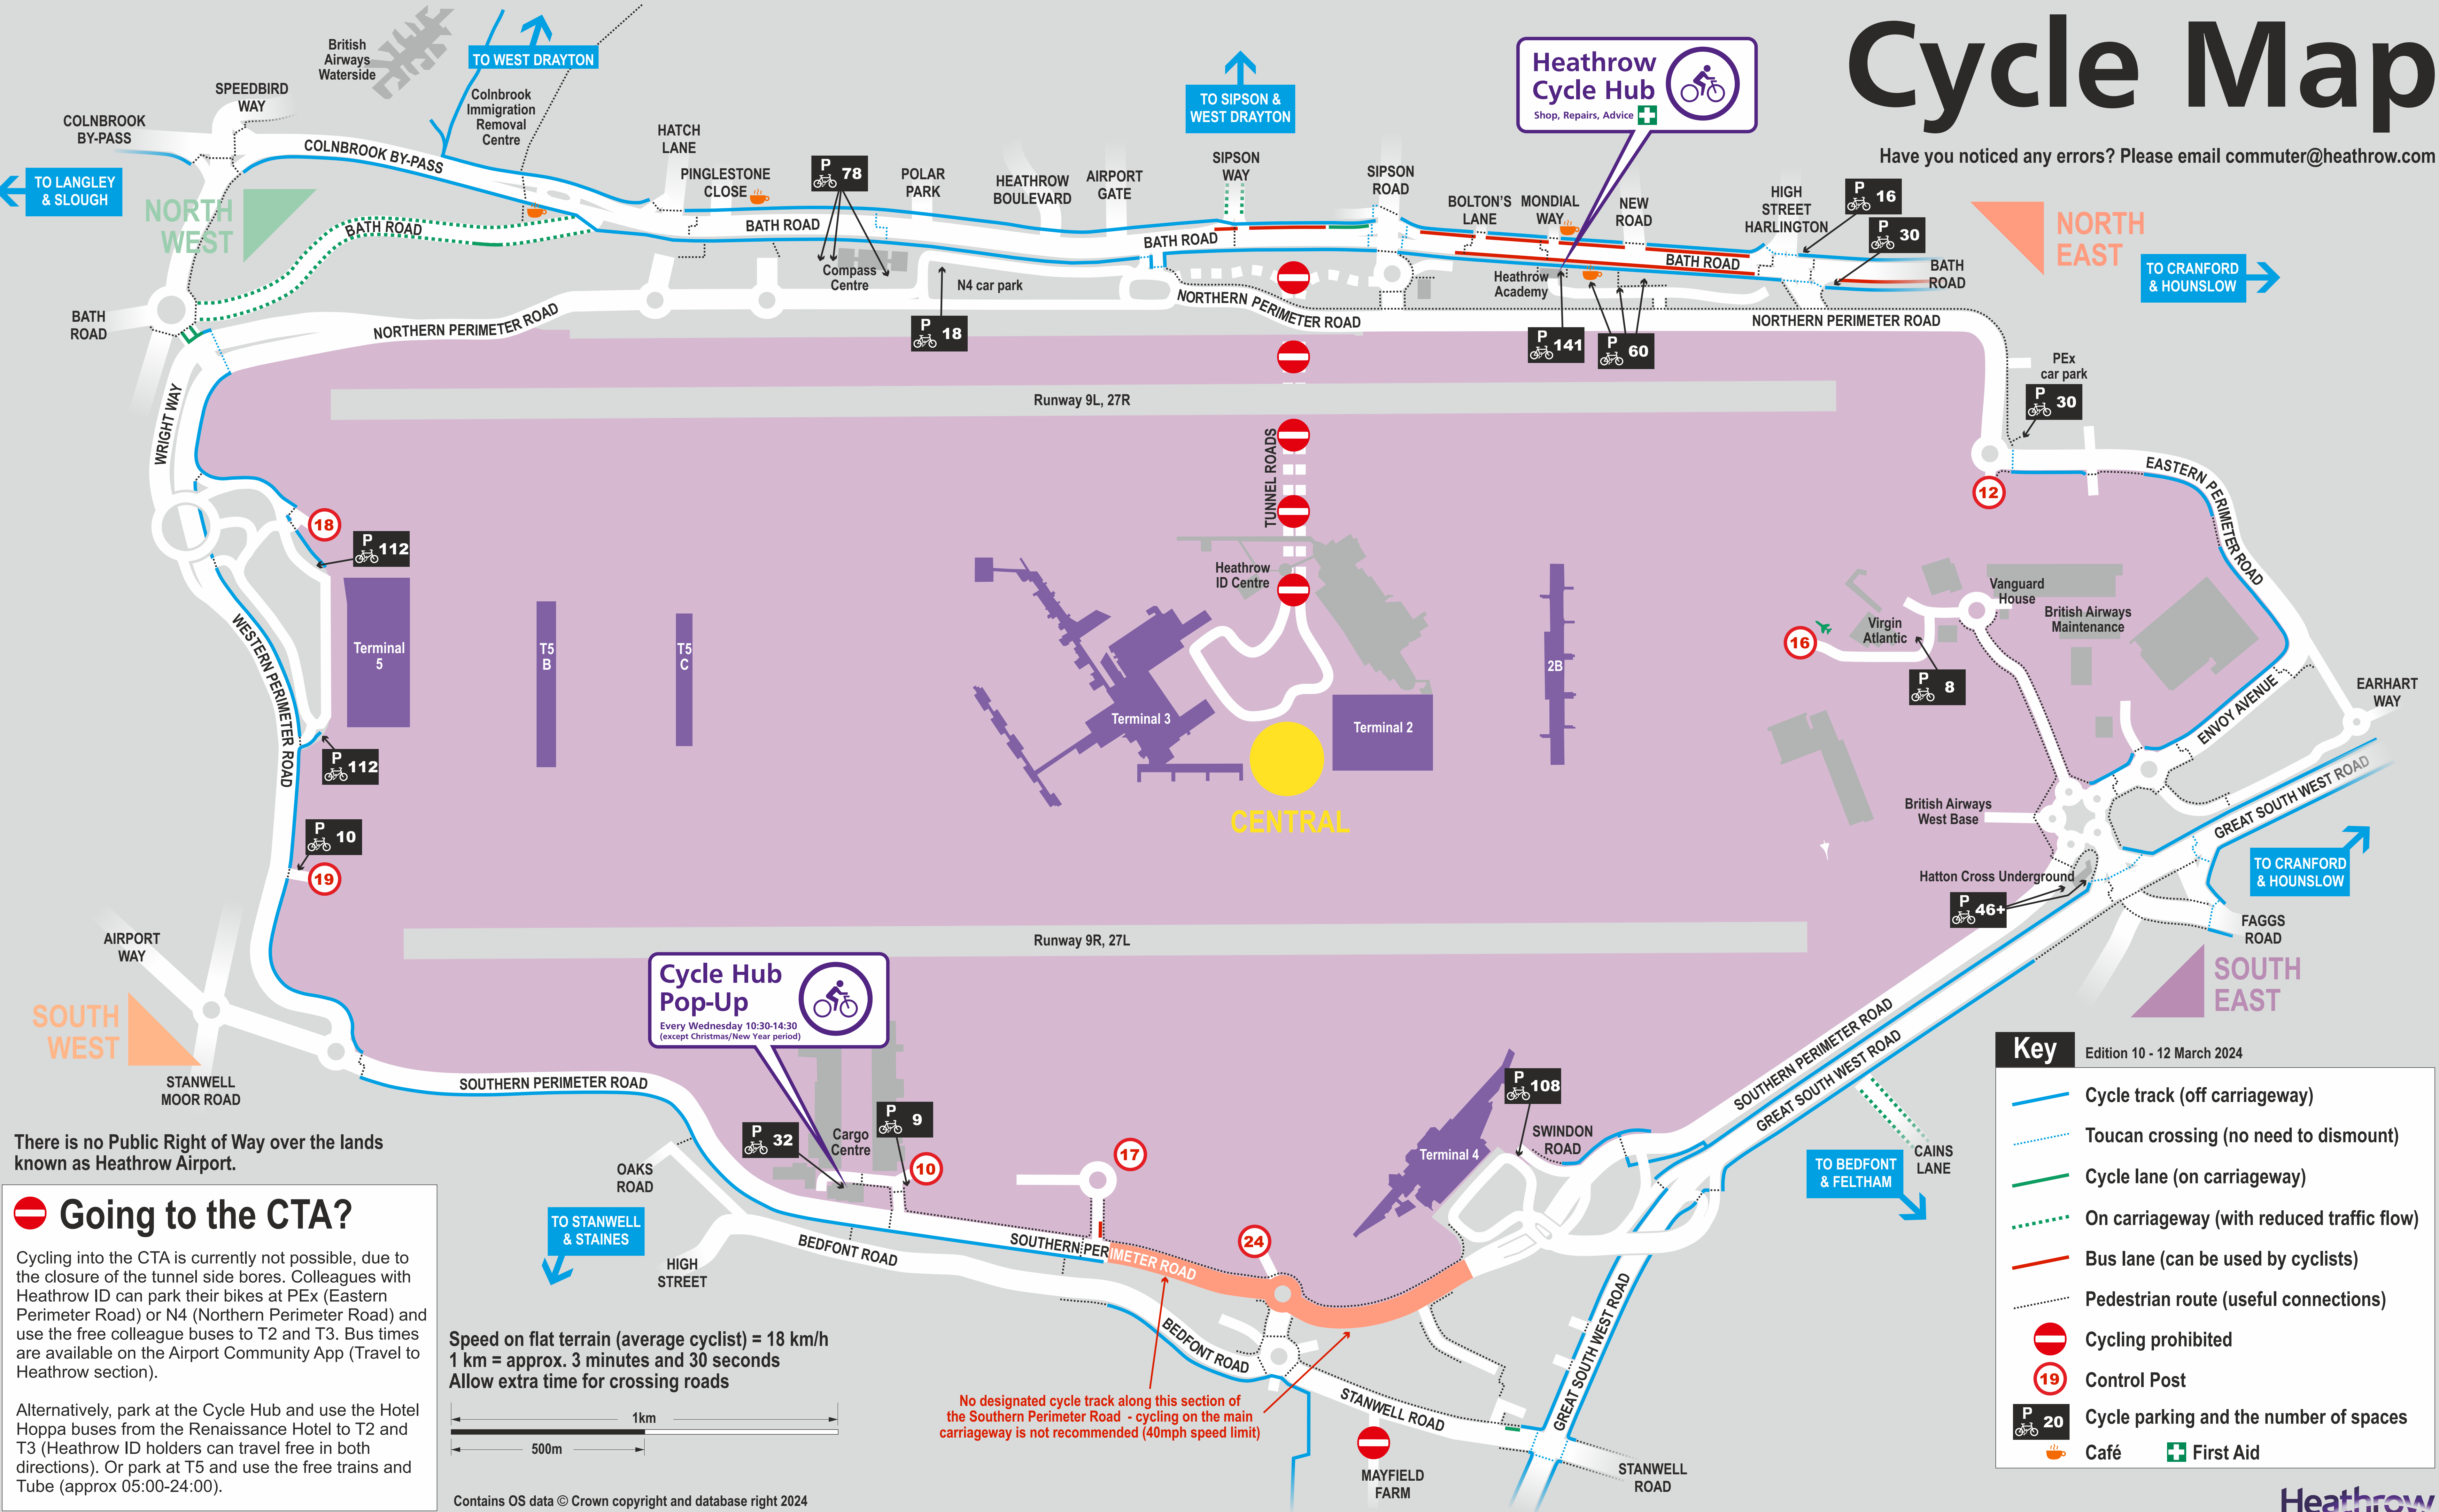 Cycle Map
Have you noticed any errors? Please email commuter@heathrow.com
British
Airways
Waterside
TO WEST DRAYTON
SPEEDBIRD
WAY
COLNBROOK
BY-PASS
Colnbrook
Immigration
Removal
Centre
COLNBROOK BY-PASS
TO LANGLEY
& SLOUGH
NORTH
WEST
BATH ROAD
HATCH
LANE
PINGLESTONE
CLOSE
P
78
POLAR
PARK
HEATHROW
BOULEVARD
AIRPORT
GATE
TO SIPSON &
WEST DRAYTON
SIPSON
WAY
SIPSON
ROAD
Heathrow
Cycle Hub
Shop, Repairs, Advice
BOLTON'S
LANE
MONDIAL
WAY
NEW
ROAD
HIGH
STREET
HARLINGTON
P
16
P
30
NORTH
EAST
TO CRANFORD
& HOUNSLOW
BATH ROAD
BATH ROAD
BATH ROAD
BATH
ROAD
Compass
Centre
N4 car park
Heathrow
Academy
BATH
ROAD
NORTHERN PERIMETER ROAD
NORTHERN PERIMETER ROAD
NORTHERN PERIMETER ROAD
P
18
P
141
P
60
PEx
car park
P
30
WRIGHT WAY
Runway 9L, 27R
TUNNEL ROADS
12
EASTERN PERIMETER ROAD
18
P
112
Heathrow
ID Centre
Vanguard
House
British Airways
Maintenance
Virgin
Atlantic
16
P
8
WESTERN PERIMETER ROAD
Terminal
5
T5
B
T5
C
Terminal 3
Terminal 2
2B
CENTRAL
EARHART
WAY
ENVOY AVENUE
P
112
P
10
19
British Airways
West Base
GREAT SOUTH WEST ROAD
TO CRANFORD
& HOUNSLOW
Hatton Cross Underground
P
46+
FAGGS
ROAD
AIRPORT
WAY
Runway 9R, 27L
SOUTH
WEST
SOUTH
EAST
STANWELL
MOOR ROAD
Cycle Hub
Pop-Up
Every Wednesday 10:30-14:30
(except Christmas/New Year period)
SOUTHERN PERIMETER ROAD
SOUTHERN PERIMETER ROAD
GREAT SOUTH WEST ROAD
P
32
Cargo
Centre
P
9
10
17
P
108
Terminal 4
SWINDON
ROAD
CAINS
LANE
TO BEDFONT
& FELTHAM
OAKS
ROAD
TO STANWELL
& STAINES
HIGH
STREET
BEDFONT ROAD
SOUTHERN PERIMETER ROAD
24
BEDFONT ROAD
STANWELL ROAD
GREAT SOUTH WEST ROAD
MAYFIELD
FARM
STANWELL
ROAD
No designated cycle track along this section of
the Southern Perimeter Road - cycling on the main
carriageway is not recommended (40mph speed limit)
There is no Public Right of Way over the lands
known as Heathrow Airport.
Going to the CTA?
Cycling into the CTA is currently not possible, due to
the closure of the tunnel side bores. Colleagues with
Heathrow ID can park their bikes at PEx (Eastern
Perimeter Road) or N4 (Northern Perimeter Road) and
use the free colleague buses to T2 and T3. Bus times
are available on the Airport Community App (Travel to
Heathrow section).
Alternatively, park at the Cycle Hub and use the Hotel
Hoppa buses from the Renaissance Hotel to T2 and
T3 (Heathrow ID holders can travel free in both
directions). Or park at T5 and use the free trains and
Tube (approx 05:00-24:00).
Speed on flat terrain (average cyclist) = 18 km/h
1 km = approx. 3 minutes and 30 seconds
Allow extra time for crossing roads
1km
500m
Contains OS data © Crown copyright and database right 2024
Key
Edition 10 - 12 March 2024
Cycle track (off carriageway)
Toucan crossing (no need to dismount)
Cycle lane (on carriageway)
On carriageway (with reduced traffic flow)
Bus lane (can be used by cyclists)
Pedestrian route (useful connections)
Cycling prohibited
19
Control Post
P
20
Cycle parking and the number of spaces
Café
First Aid
Heathrow